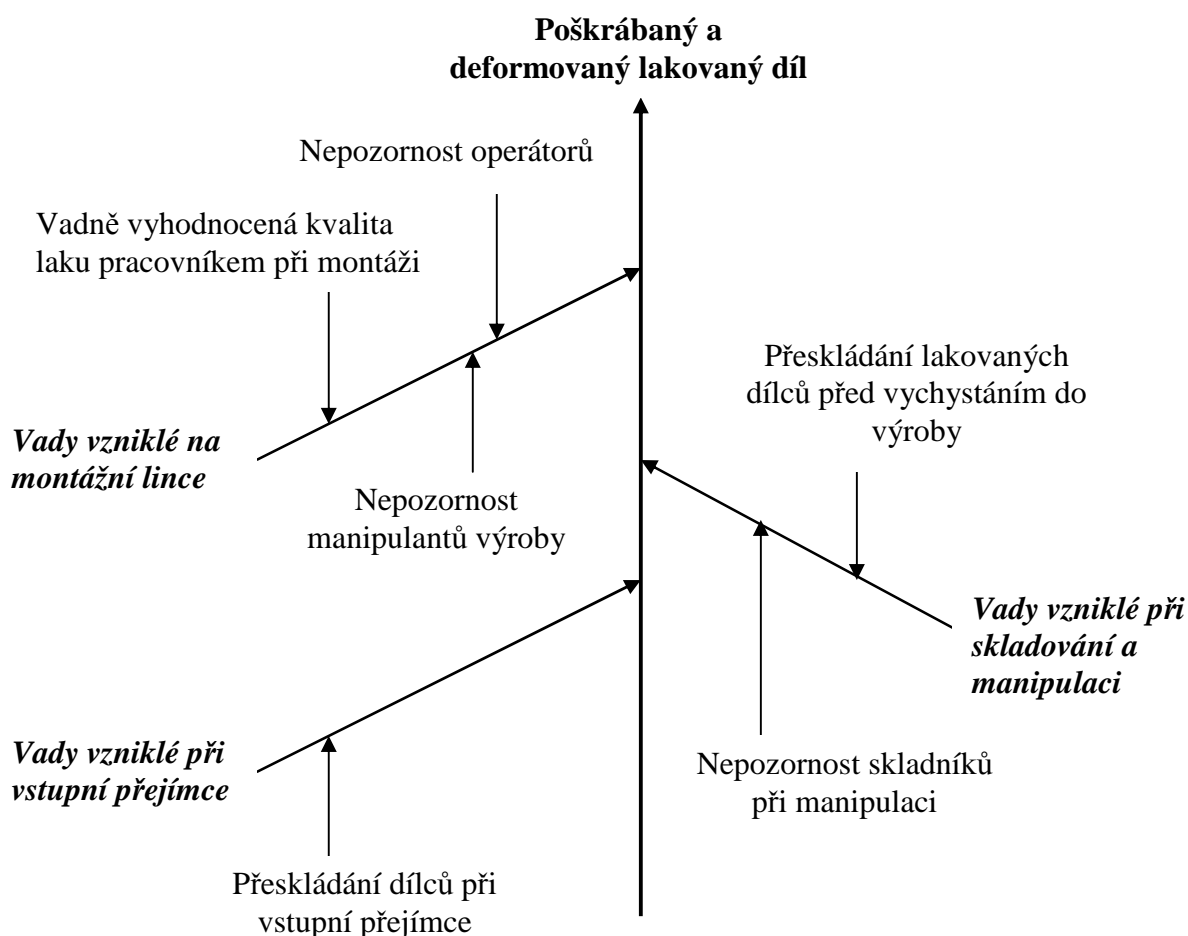 Poškrábaný a
deformovaný lakovaný díl
Nepozornost operátorů
Vadně vyhodnocená kvalita
laku pracovníkem při montáži
Přeskládání lakovaných
dílců před vychystáním do
výroby
Vady vzniklé na
montážní lince
Nepozornost
manipulantů výroby
Vady vzniklé při
skladování a
manipulaci
Vady vzniklé při
vstupní přejímce
Nepozornost skladníků
při manipulaci
Přeskládání dílců při
vstupní přejímce